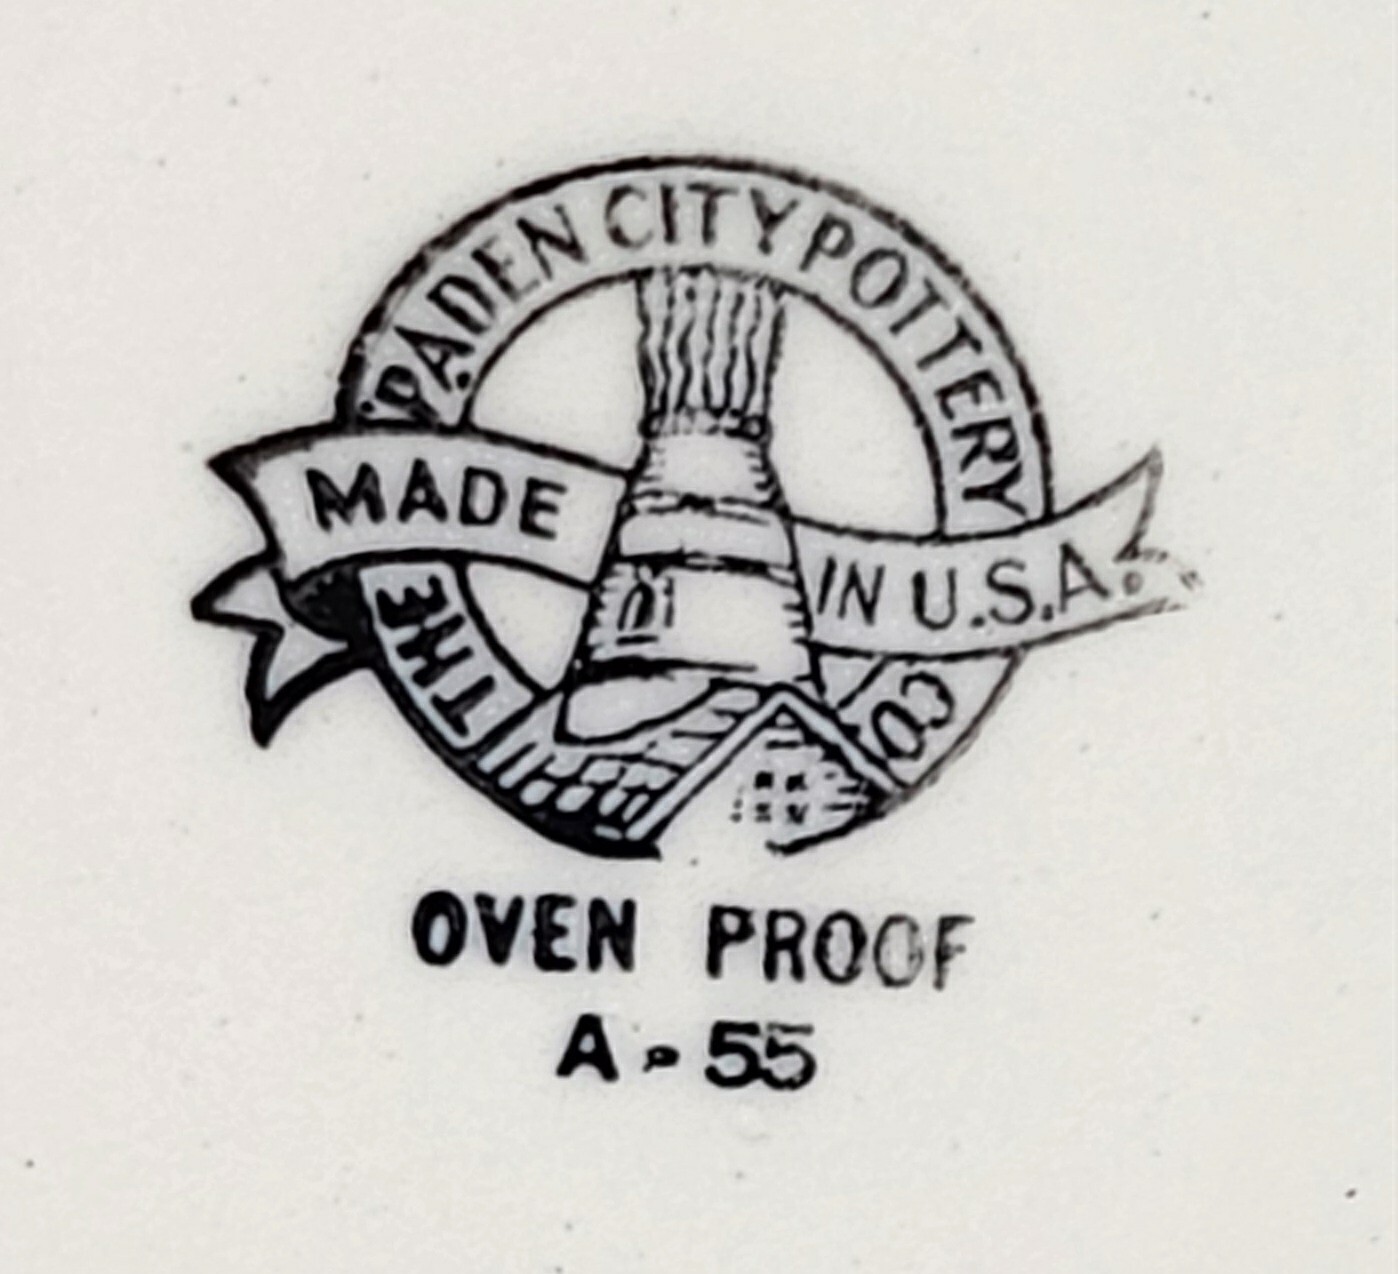 THE PADEN CITY POTTERY CO
MADE IN U.S.A.
OVEN PROOF
A-55